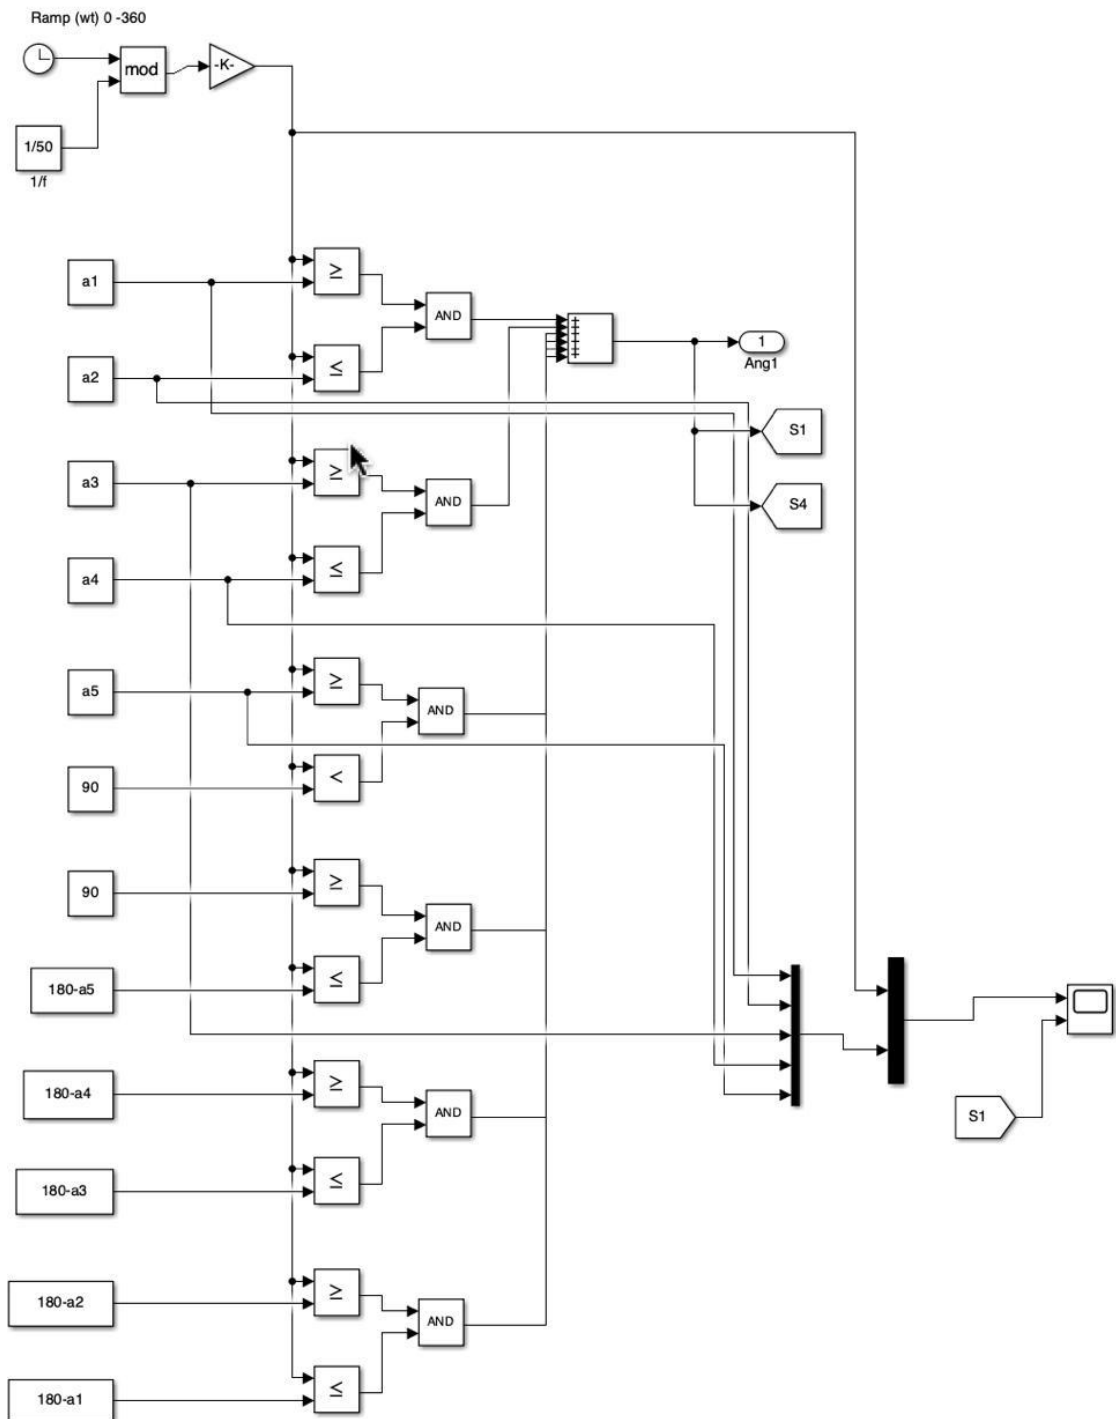 Ramp (wt) 0 -360
mod
-K-
1/50
1/f
a1
≥
AND
a2
≤
+
+
+
+
+
+
1
Ang1
S1
a3
≥
AND
S4
a4
≤
a5
≥
AND
90
<
90
≥
AND
180-a5
≤
180-a4
≥
AND
S1
180-a3
≤
180-a2
≥
AND
180-a1
≤